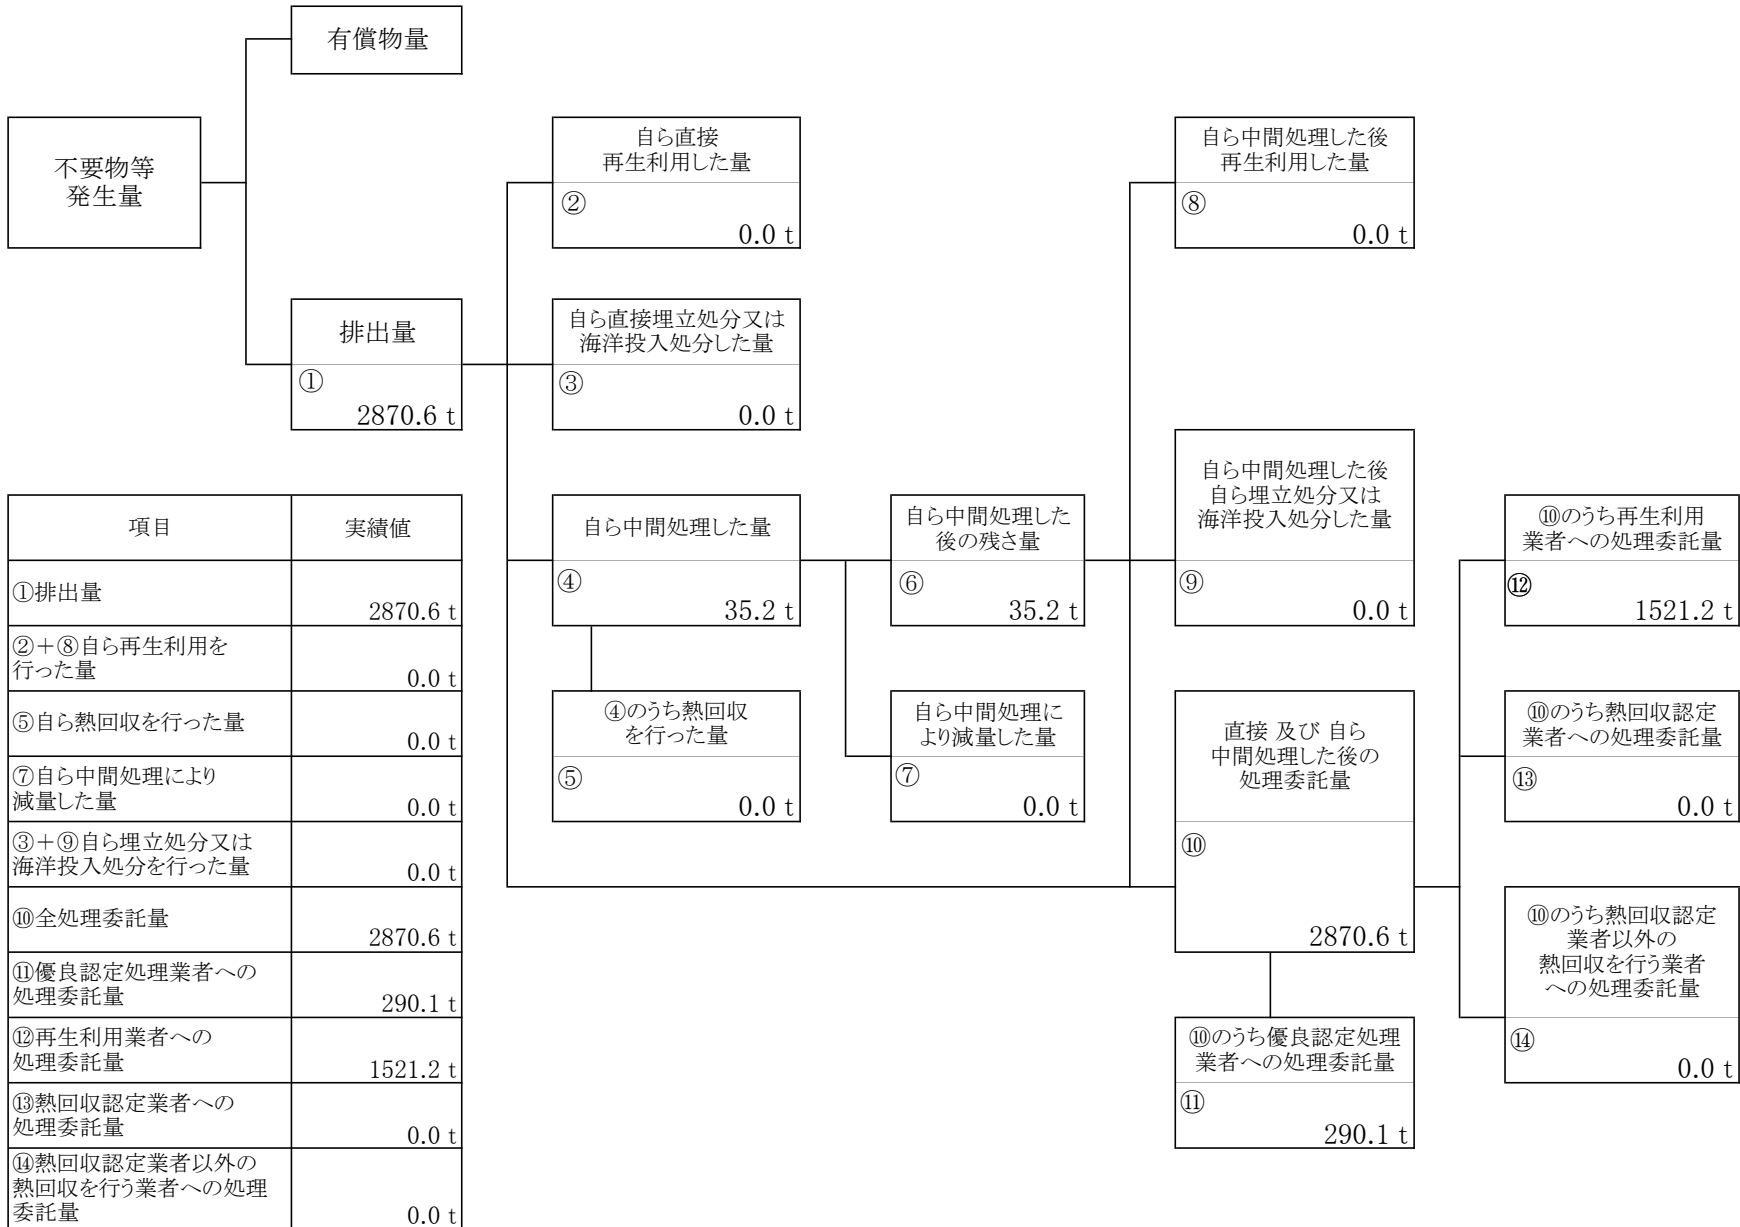 有償物量
不要物等
発生量
自ら直接
再生利用した量
②
0.0 t
自ら中間処理した後
再生利用した量
⑧
0.0 t
排出量
①
2870.6 t
自ら直接埋立処分又は
海洋投入処分した量
③
0.0 t
自ら中間処理した量
④
35.2 t
自ら中間処理した
後の残さ量
⑥
35.2 t
自ら中間処理した後
自ら埋立処分又は
海洋投入処分した量
⑨
0.0 t
⑩のうち再生利用
業者への処理委託量
⑫
1521.2 t
④のうち熱回収
を行った量
⑤
0.0 t
自ら中間処理に
より減量した量
⑦
0.0 t
直接 及び 自ら
中間処理した後の
処理委託量
⑩
2870.6 t
⑩のうち熱回収認定
業者への処理委託量
⑬
0.0 t
⑩のうち熱回収認定
業者以外の
熱回収を行う業者
への処理委託量
⑭
0.0 t
⑩のうち優良認定処理
業者への処理委託量
⑪
290.1 t
項目 実績値
①排出量
2870.6 t
②＋⑧自ら再生利用を
行った量
0.0 t
⑤自ら熱回収を行った量
0.0 t
⑦自ら中間処理により
減量した量
0.0 t
③＋⑨自ら埋立処分又は
海洋投入処分を行った量
0.0 t
⑩全処理委託量
2870.6 t
⑪優良認定処理業者への
処理委託量
290.1 t
⑫再生利用業者への
処理委託量
1521.2 t
⑬熱回収認定業者への
処理委託量
0.0 t
⑭熱回収認定業者以外の
熱回収を行う業者への処理
委託量
0.0 t